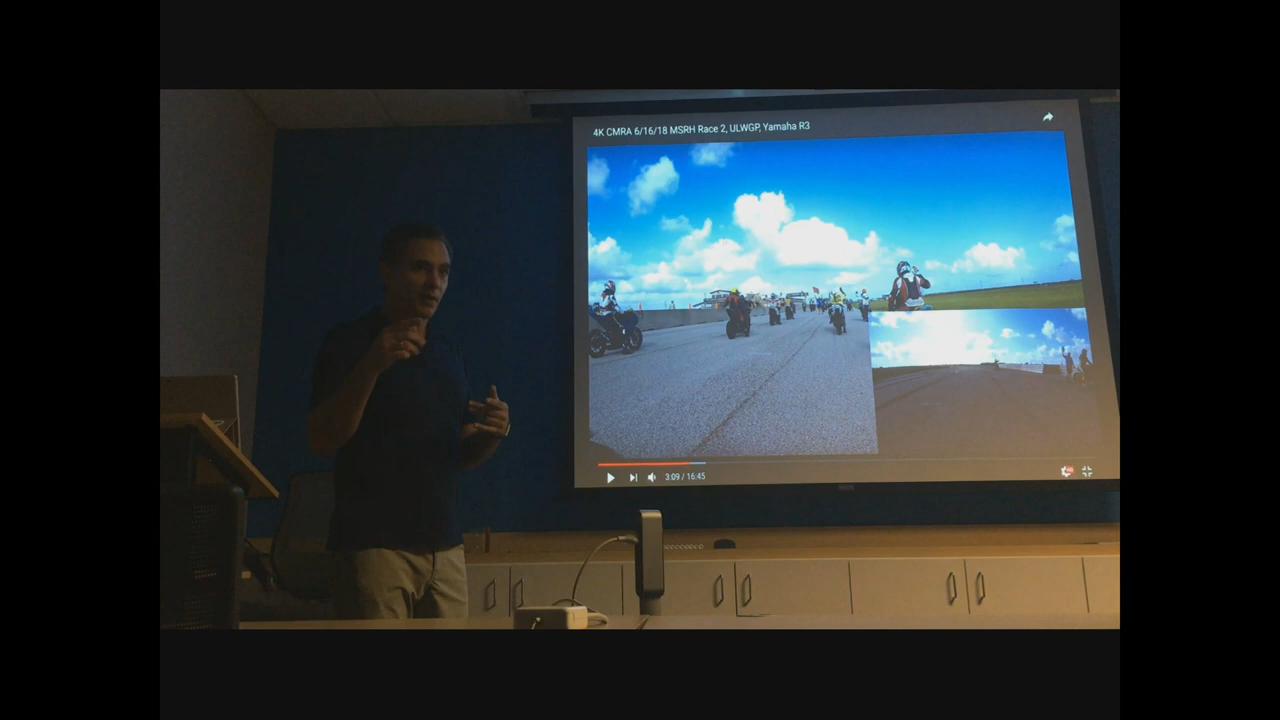 4K CMRA 6/16/18 MSRH Race 2, ULWGP, Yamaha R3
3:09 / 16:45